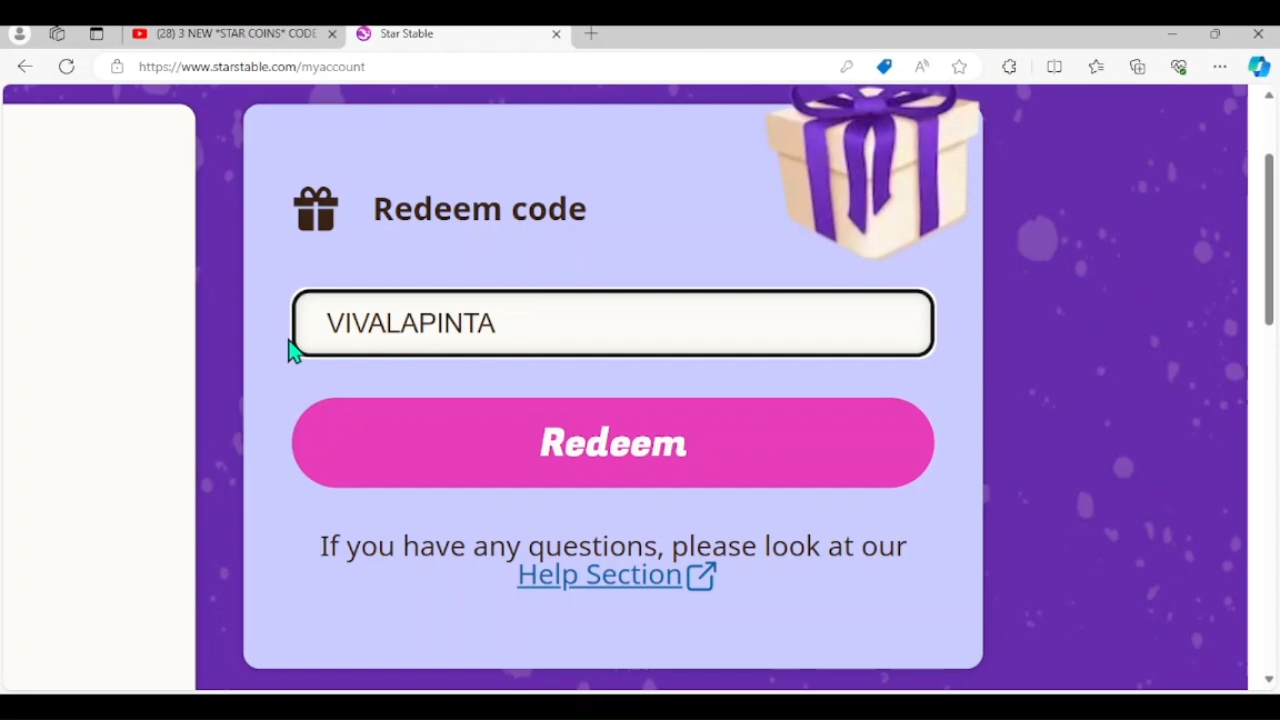 (28) 3 NEW *STAR COINS* CODE
Star Stable
https://www.starstable.com/myaccount
Redeem code
VIVALAPINTA
Redeem
If you have any questions, please look at our
Help Section